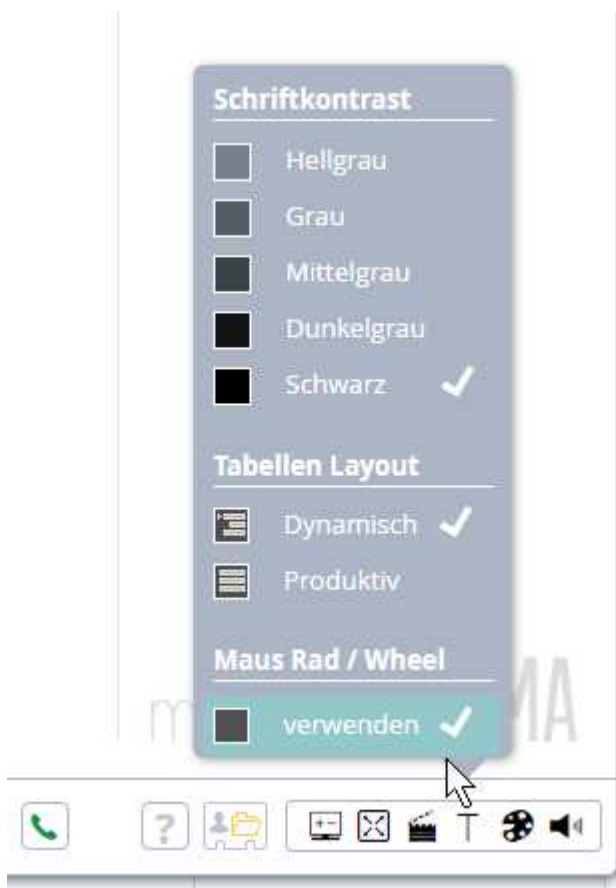 Schriftkontrast
Hellgrau
Grau
Mittelgrau
Dunkelgrau
Schwarz
Tabellen Layout
Dynamisch
Produktiv
Maus Rad / Wheel
verwenden
?
T